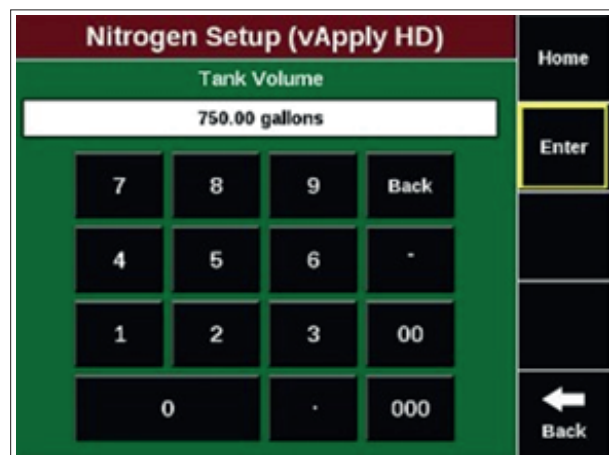 Nitrogen Setup (vApply HD)
Home
Tank Volume
750.00 gallons
Enter
7 8 9 Back
4 5 6 -
1 2 3 00
0 . 000
Back